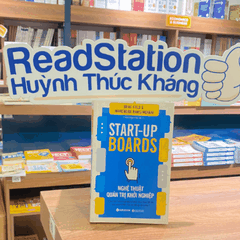 ReadStation
Huỳnh Thúc Kháng
START-UP
BOARDS
NGHỆ THUẬT
QUẢN TRỊ KHỞI NGHIỆP